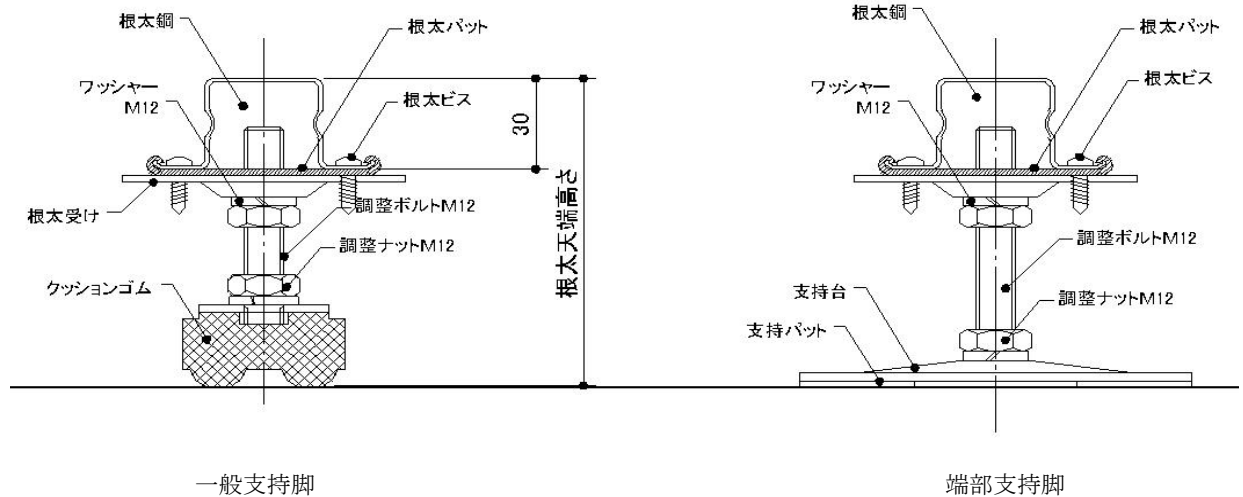 根太鋼
根太パット
ワッシャー
M12
根太ビス
30
根太受け
調整ボルトM12
根太天端高さ
調整ナットM12
クッションゴム
一般支持脚
根太鋼
根太パット
ワッシャー
M12
根太ビス
調整ボルトM12
支持台
調整ナットM12
支持パット
端部支持脚